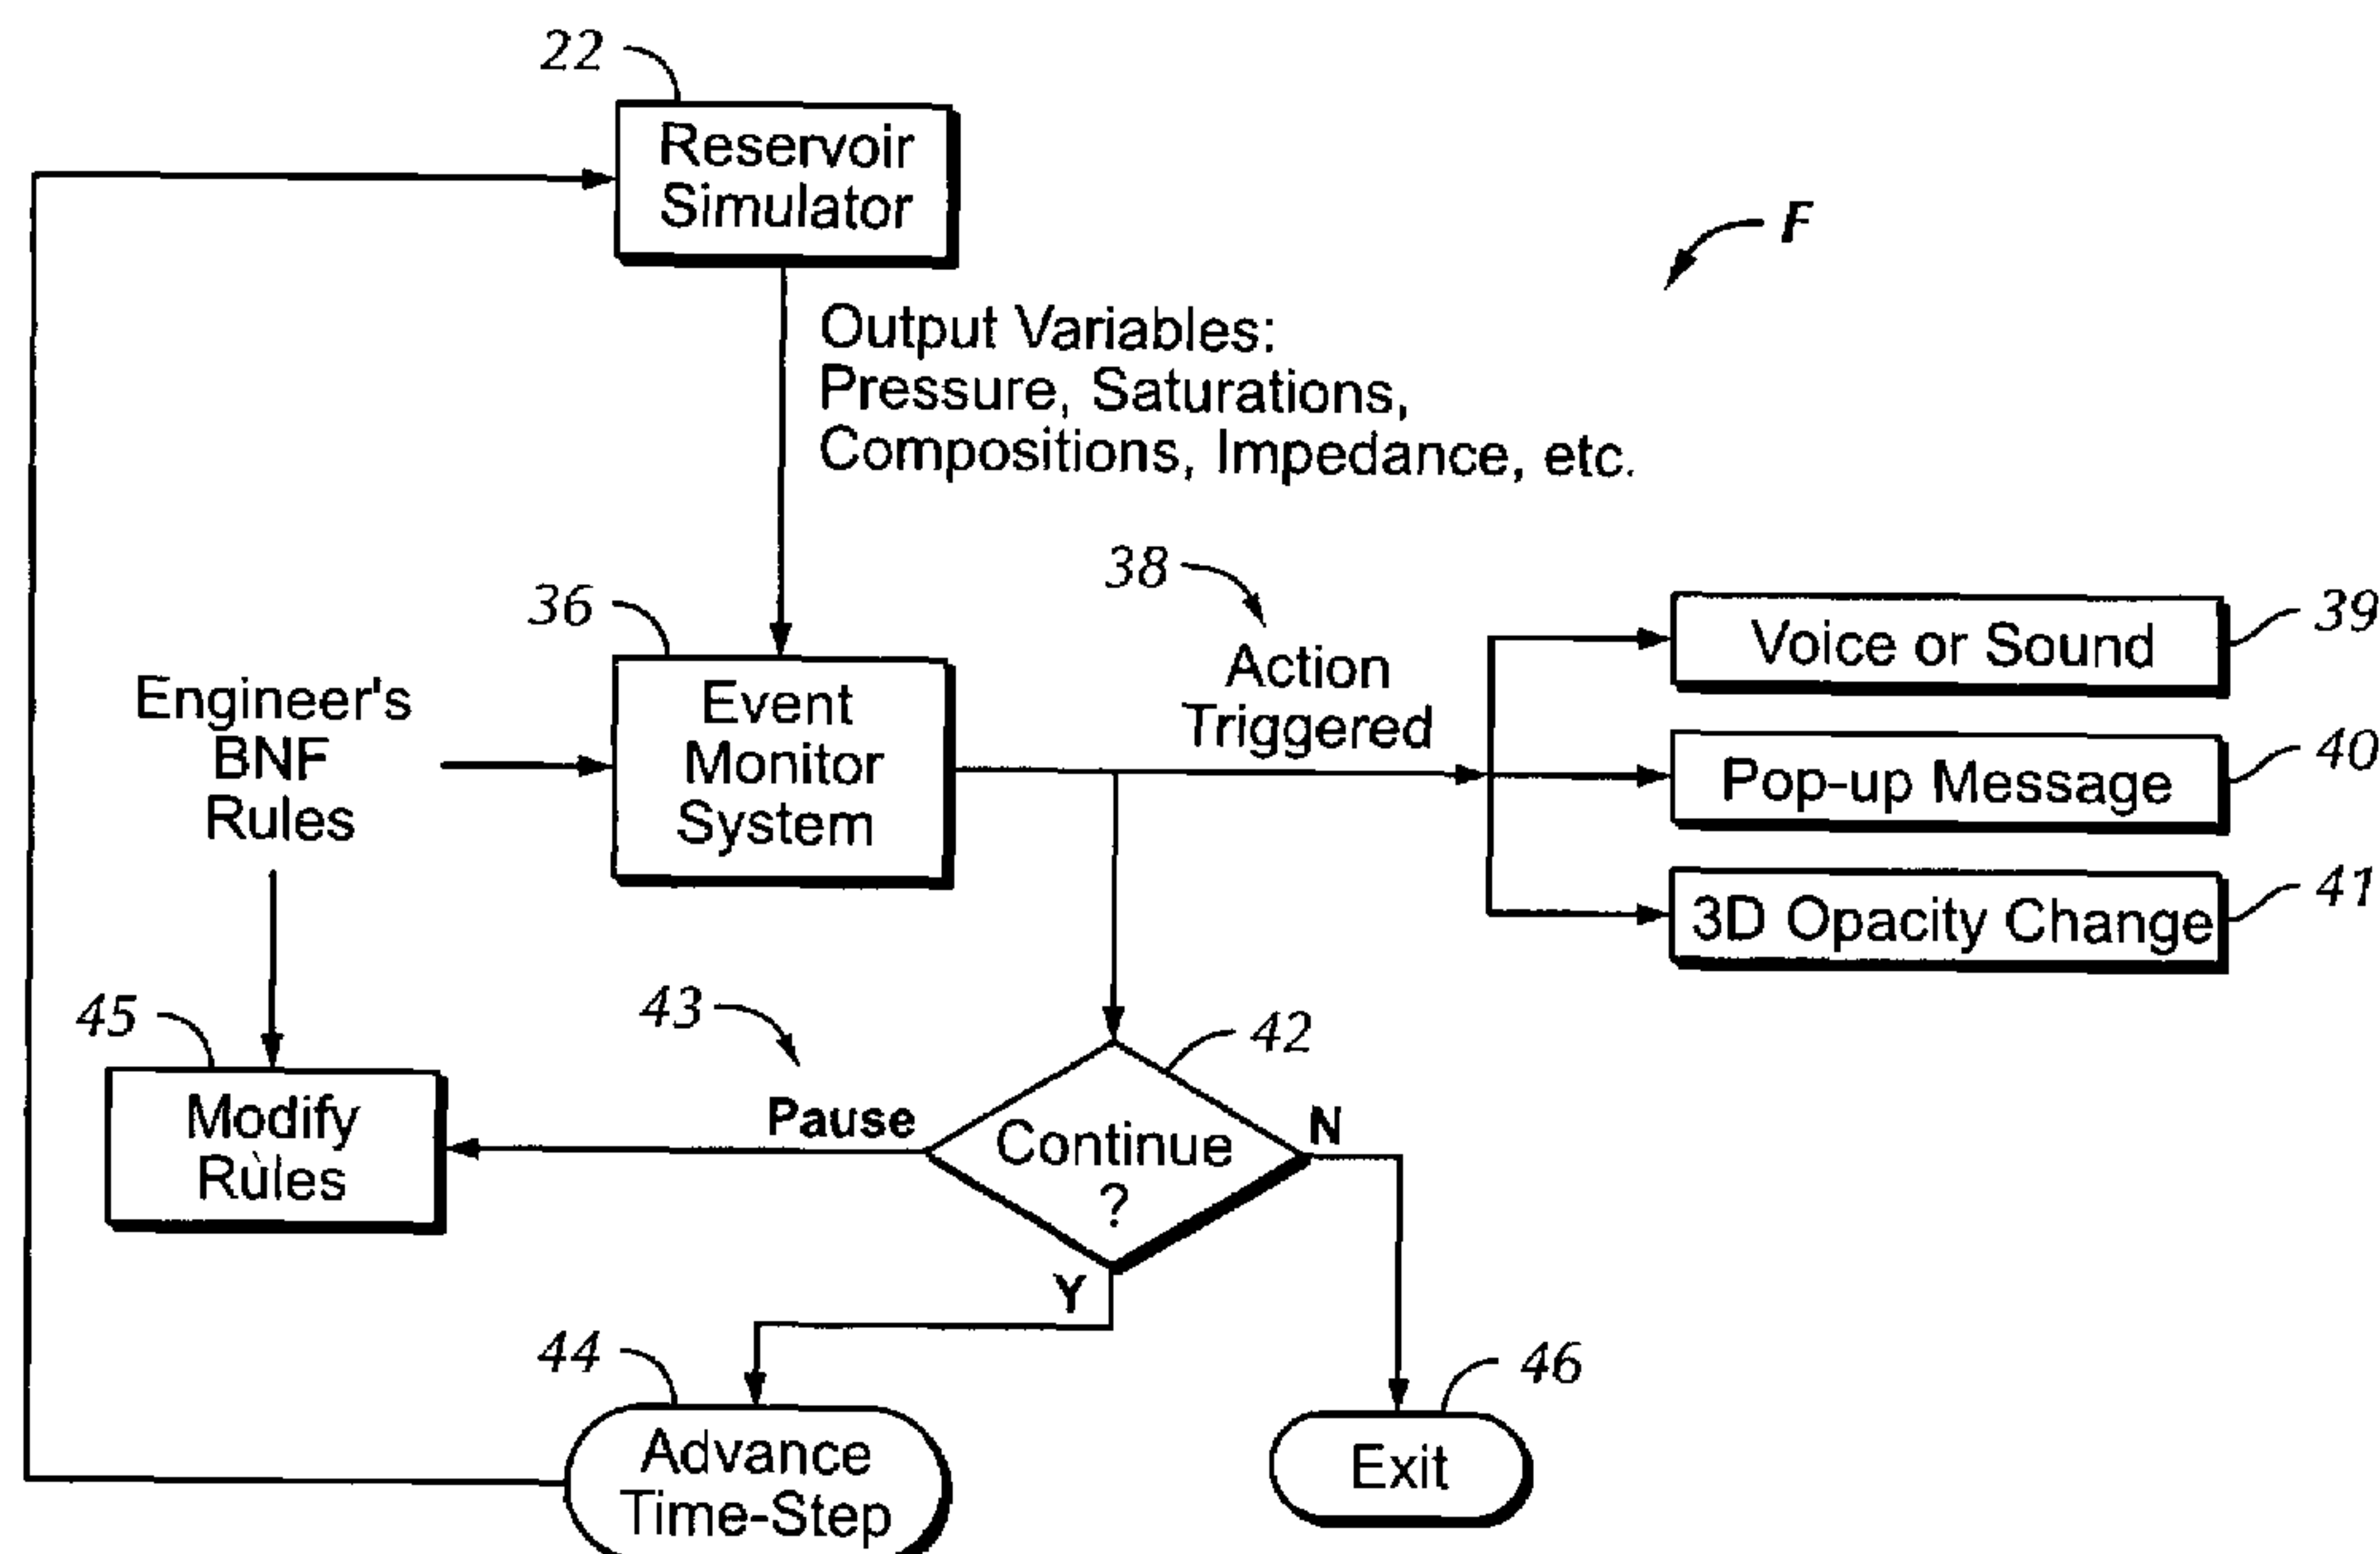 22
Reservoir
Simulator
F
Output Variables:
Pressure, Saturations,
Compositions, Impedance, etc.
38
36
39
Action
Triggered
Voice or Sound
Engineer's
BNF
Rules
Event
Monitor
System
40
Pop-up Message
41
3D Opacity Change
45
43
42
Modify
Rules
Pause
Continue
?
N
Y
44
46
Advance
Time-Step
Exit